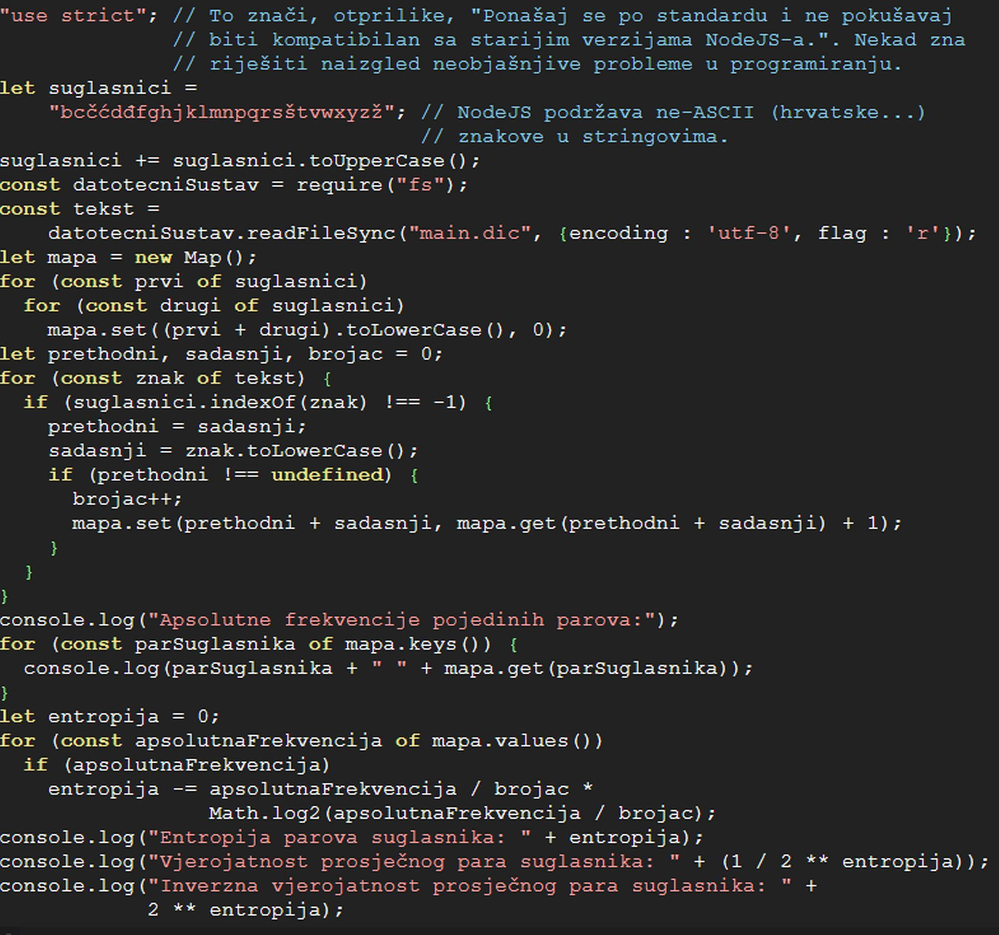 "use strict"; // To znači, otprilike, "Ponašaj se po standardu i ne pokušavaj
              // biti kompatibilan sa starijim verzijama NodeJS-a.". Nekad zna
              // riješiti naizgled neobjašnjive probleme u programiranju.
let suglasnici =
    "bcčćdđfghjklmnpqrsštvwxyzž"; // NodeJS podržava ne-ASCII (hrvatske...)
                                  // znakove u stringovima.
suglasnici += suglasnici.toUpperCase();
const datotecniSustav = require("fs");
const tekst =
    datotecniSustav.readFileSync("main.dic", {encoding : 'utf-8', flag : 'r'});
let mapa = new Map();
for (const prvi of suglasnici)
  for (const drugi of suglasnici)
    mapa.set((prvi + drugi).toLowerCase(), 0);
let prethodni, sadasnji, brojac = 0;
for (const znak of tekst) {
  if (suglasnici.indexOf(znak) !== -1) {
    prethodni = sadasnji;
    sadasnji = znak.toLowerCase();
    if (prethodni !== undefined) {
      brojac++;
      mapa.set(prethodni + sadasnji, mapa.get(prethodni + sadasnji) + 1);
    }
  }
}
console.log("Apsolutne frekvencije pojedinih parova:");
for (const parSuglasnika of mapa.keys()) {
  console.log(parSuglasnika + " " + mapa.get(parSuglasnika));
}
let entropija = 0;
for (const apsolutnaFrekvencija of mapa.values())
  if (apsolutnaFrekvencija)
    entropija -= apsolutnaFrekvencija / brojac *
                 Math.log2(apsolutnaFrekvencija / brojac);
console.log("Entropija parova suglasnika: " + entropija);
console.log("Vjerojatnost prosječnog para suglasnika: " + (1 / 2 ** entropija));
console.log("Inverzna vjerojatnost prosječnog para suglasnika: " +
            2 ** entropija);